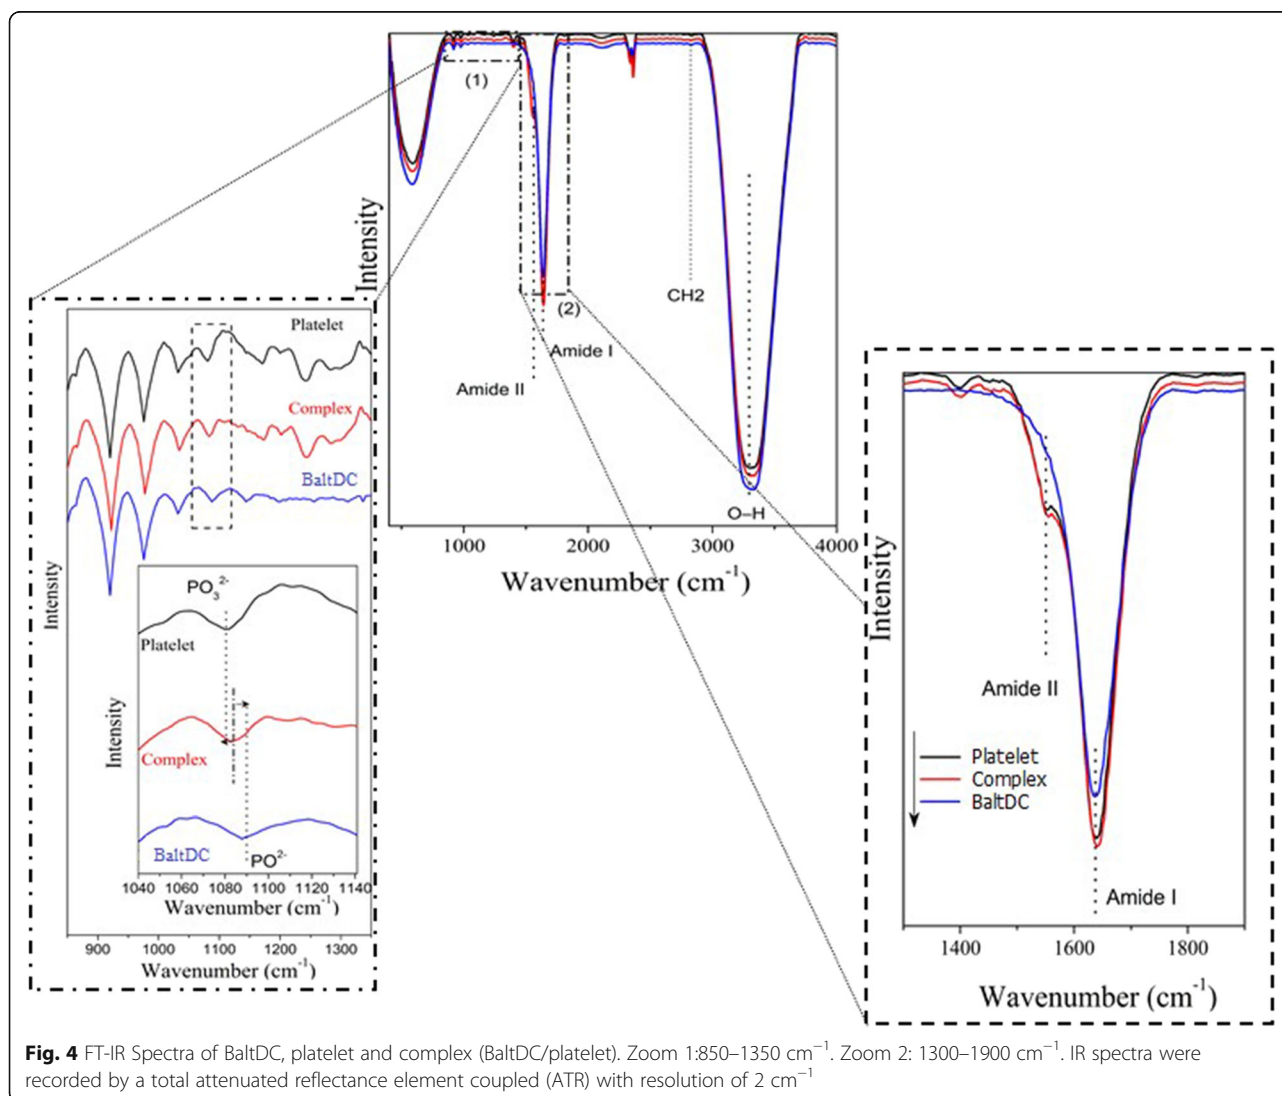 Intensity
(1)
(2)
CH2
Amide I
Amide II
O–H
1000 2000 3000 4000
Wavenumber (cm-1)
Platelet
Complex
BaltDC
Intensity
PO32-
Platelet
Intensity
Complex
BaltDC
PO2-
1040 1060 1080 1100 1120 1140
Wavenumber (cm-1)
900 1000 1100 1200 1300
Wavenumber (cm-1)
Intensity
Amide II
Platelet
Complex
BaltDC
Amide I
1400 1600 1800
Wavenumber (cm-1)
Fig. 4 FT-IR Spectra of BaltDC, platelet and complex (BaltDC/platelet). Zoom 1:850–1350 cm−1. Zoom 2: 1300–1900 cm−1. IR spectra were
recorded by a total attenuated reflectance element coupled (ATR) with resolution of 2 cm−1